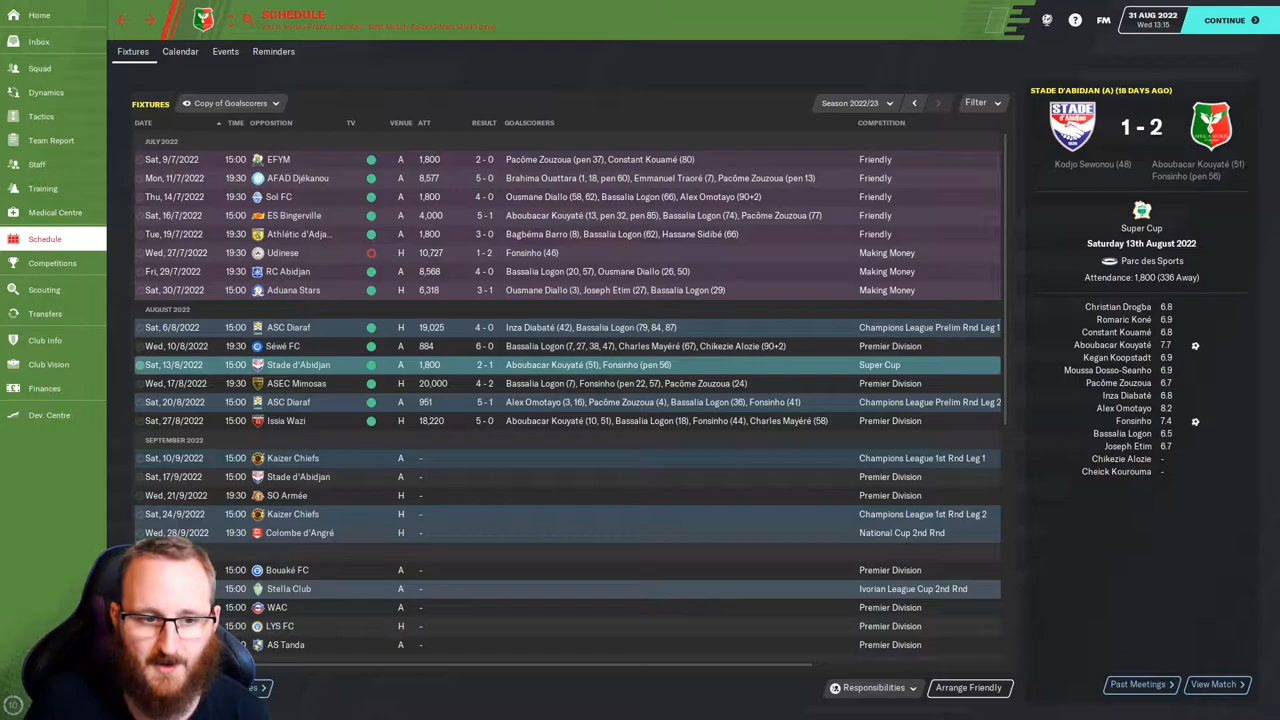 Home
Inbox
Squad
Dynamics
Tactics
Team Report
Staff
Training
Medical Centre
Schedule
Competitions
Scouting
Transfers
Club Info
Club Vision
Finances
Dev. Centre
SCHEDULE
FM
31 AUG 2022
Wed 13:15
CONTINUE
Fixtures Calendar Events Reminders
FIXTURES Copy of Goalscorers Season 2022/23 Filter
DATE TIME OPPOSITION TV VENUE ATT RESULT GOALSCORERS COMPETITION
JULY 2022
Sat, 9/7/2022 15:00 EFYM A 1,800 2 - 0 Pacôme Zouzoua (pen 37), Constant Kouamé (80) Friendly
Mon, 11/7/2022 19:30 AFAD Djékanou A 8,577 5 - 0 Brahima Ouattara (1, 18, pen 60), Emmanuel Traoré (7), Pacôme Zouzoua (pen 13) Friendly
Thu, 14/7/2022 19:30 Sol FC A 1,800 4 - 0 Ousmane Diallo (58, 62), Bassalia Logon (66), Alex Omotayo (90+2) Friendly
Sat, 16/7/2022 15:00 ES Bingerville A 4,000 5 - 1 Aboubacar Kouyaté (13, pen 32, pen 85), Bassalia Logon (74), Pacôme Zouzoua (77) Friendly
Tue, 19/7/2022 19:30 Athlétic d'Adja... A 1,800 3 - 0 Bagbéma Barro (8), Bassalia Logon (62), Hassane Sidibé (66) Friendly
Wed, 27/7/2022 19:30 Udinese H 10,727 1 - 2 Fonsinho (46) Making Money
Fri, 29/7/2022 19:30 RC Abidjan A 8,568 4 - 0 Bassalia Logon (20, 57), Ousmane Diallo (26, 50) Making Money
Sat, 30/7/2022 15:00 Aduana Stars H 6,318 3 - 1 Ousmane Diallo (3), Joseph Etim (27), Bassalia Logon (29) Making Money
AUGUST 2022
Sat, 6/8/2022 15:00 ASC Diaraf H 19,025 4 - 0 Inza Diabaté (42), Bassalia Logon (79, 84, 87) Champions League Prelim Rnd Leg 1
Wed, 10/8/2022 19:30 Séwé FC A 884 6 - 0 Bassalia Logon (7, 27, 38, 47), Charles Mayéré (67), Chikezie Alozie (90+2) Premier Division
Sat, 13/8/2022 15:00 Stade d'Abidjan A 1,800 2 - 1 Aboubacar Kouyaté (51), Fonsinho (pen 56) Super Cup
Wed, 17/8/2022 19:30 ASEC Mimosas H 20,000 4 - 2 Bassalia Logon (7), Fonsinho (pen 22, 57), Pacôme Zouzoua (24) Premier Division
Sat, 20/8/2022 15:00 ASC Diaraf A 951 5 - 1 Alex Omotayo (3, 16), Pacôme Zouzoua (4), Bassalia Logon (36), Fonsinho (41) Champions League Prelim Rnd Leg 2
Sat, 27/8/2022 15:00 Issia Wazi H 18,220 5 - 0 Aboubacar Kouyaté (10, 51), Bassalia Logon (18), Fonsinho (44), Charles Mayéré (58) Premier Division
SEPTEMBER 2022
Sat, 10/9/2022 15:00 Kaizer Chiefs A - Champions League 1st Rnd Leg 1
Sat, 17/9/2022 15:00 Stade d'Abidjan A - Premier Division
Wed, 21/9/2022 19:30 SO Armée H - Premier Division
Sat, 24/9/2022 15:00 Kaizer Chiefs H - Champions League 1st Rnd Leg 2
Wed, 28/9/2022 19:30 Colombe d'Angré H - National Cup 2nd Rnd
15:00 Bouaké FC A - Premier Division
15:00 Stella Club A - Ivorian League Cup 2nd Rnd
15:00 WAC A - Premier Division
15:00 LYS FC H - Premier Division
15:00 AS Tanda A - Premier Division
Responsibilities Arrange Friendly
STADE D'ABIDJAN (A) (18 DAYS AGO)
1 - 2
Kodjo Sewonou (48) Aboubacar Kouyaté (51)
Fonsinho (pen 56)
Super Cup
Saturday 13th August 2022
Parc des Sports
Attendance: 1,800 (336 Away)
Christian Drogba 6.8
Romaric Koné 6.9
Constant Kouamé 6.8
Aboubacar Kouyaté 7.7
Kegan Koopstadt 6.9
Moussa Dosso-Seanho 6.9
Pacôme Zouzoua 6.7
Inza Diabaté 6.8
Alex Omotayo 8.2
Fonsinho 7.4
Bassalia Logon 6.5
Joseph Etim 6.7
Chikezie Alozie -
Cheick Kourouma -
Past Meetings View Match